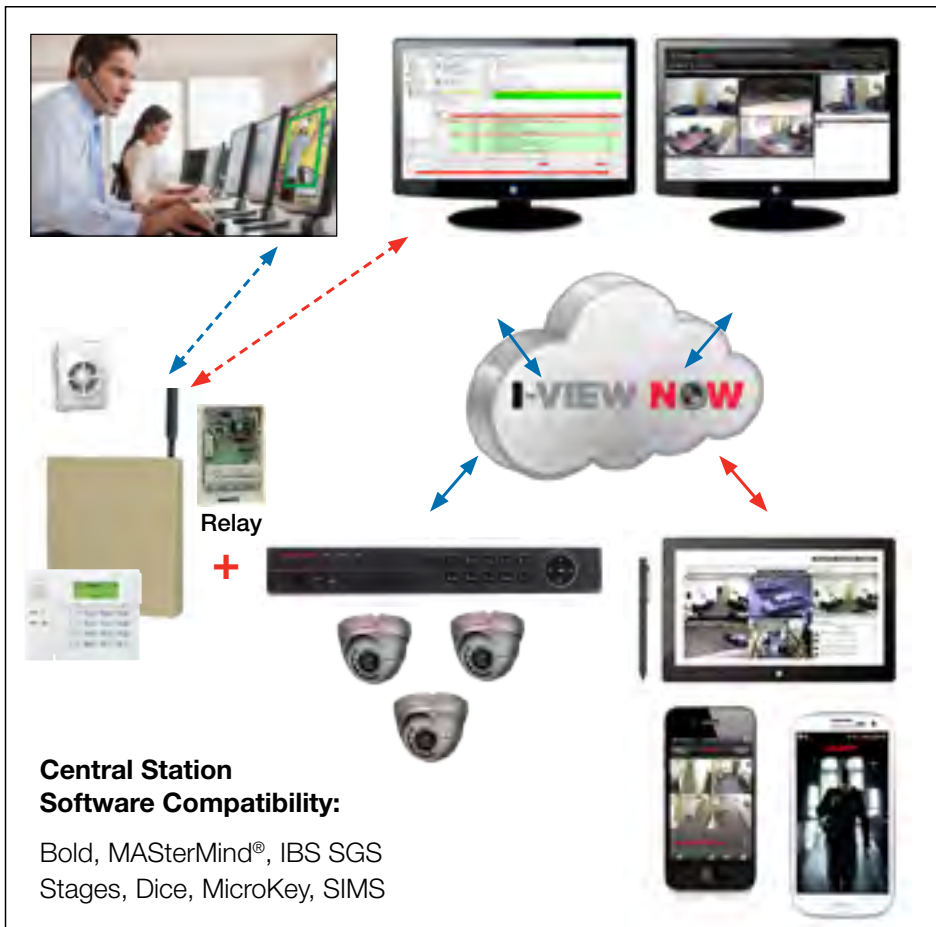 I-VIEW NOW
Relay
+
Central Station
Software Compatibility:
Bold, MASterMind®, IBS SGS
Stages, Dice, MicroKey, SIMS